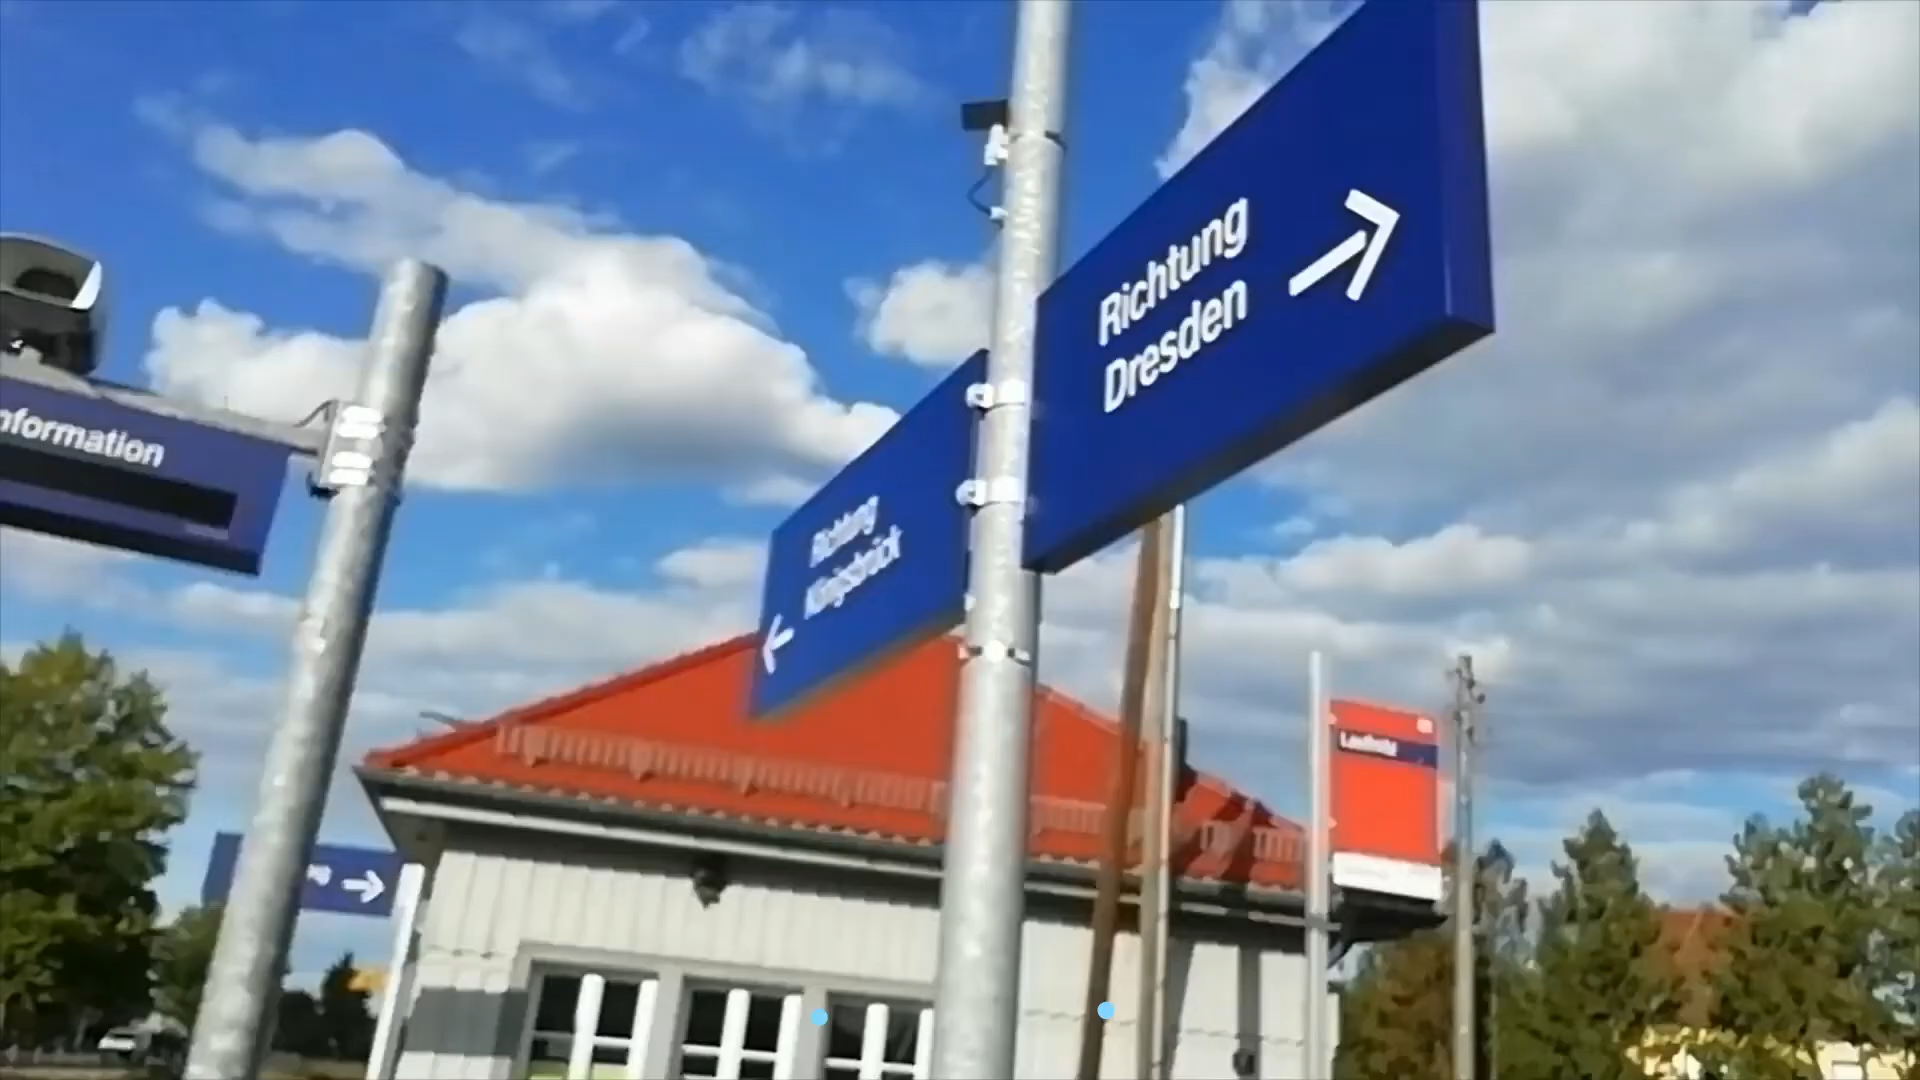 nformation
Richtung
Dresden
Richtung
Königsbrück